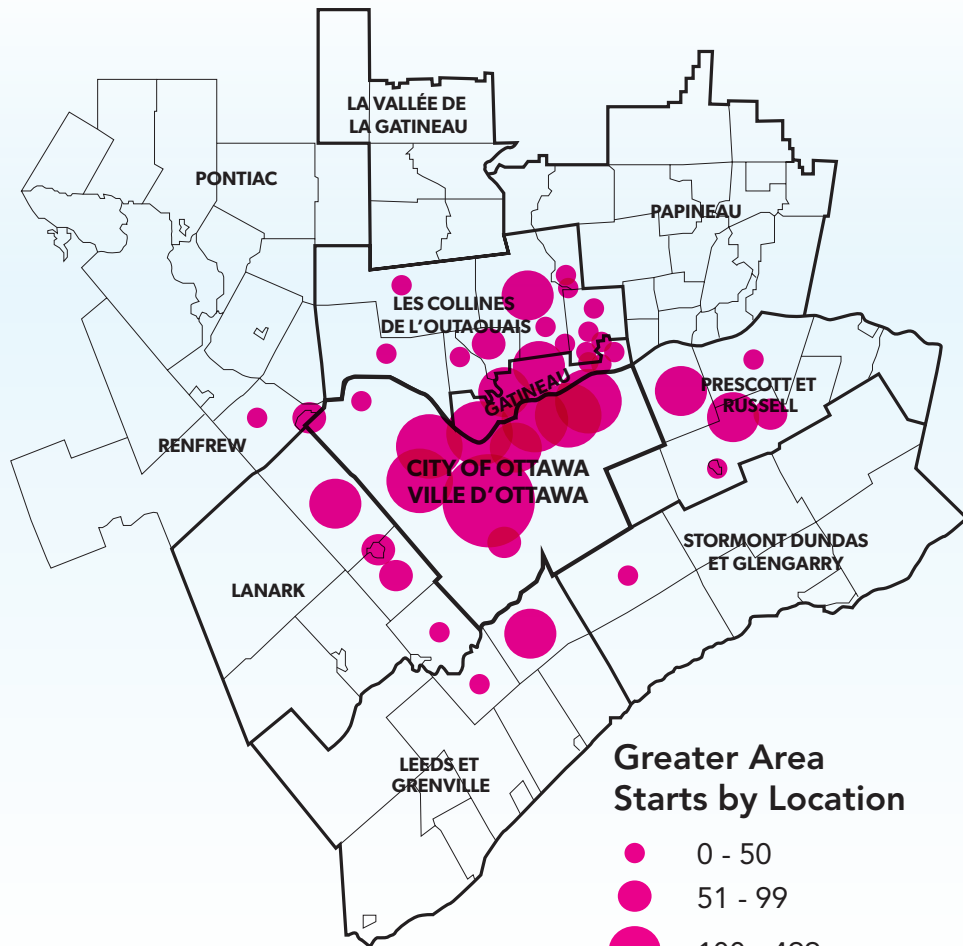 LA VALLÉE DE
LA GATINEAU
PONTIAC
PAPINEAU
LES COLLINES
DE L'OUTAOUAIS
GATINEAU
PRESCOTT ET
RUSSELL
RENFREW
CITY OF OTTAWA
VILLE D'OTTAWA
STORMONT DUNDAS
ET GLENGARRY
LANARK
LEEDS ET
GRENVILLE
Greater Area
Starts by Location
0 - 50
51 - 99